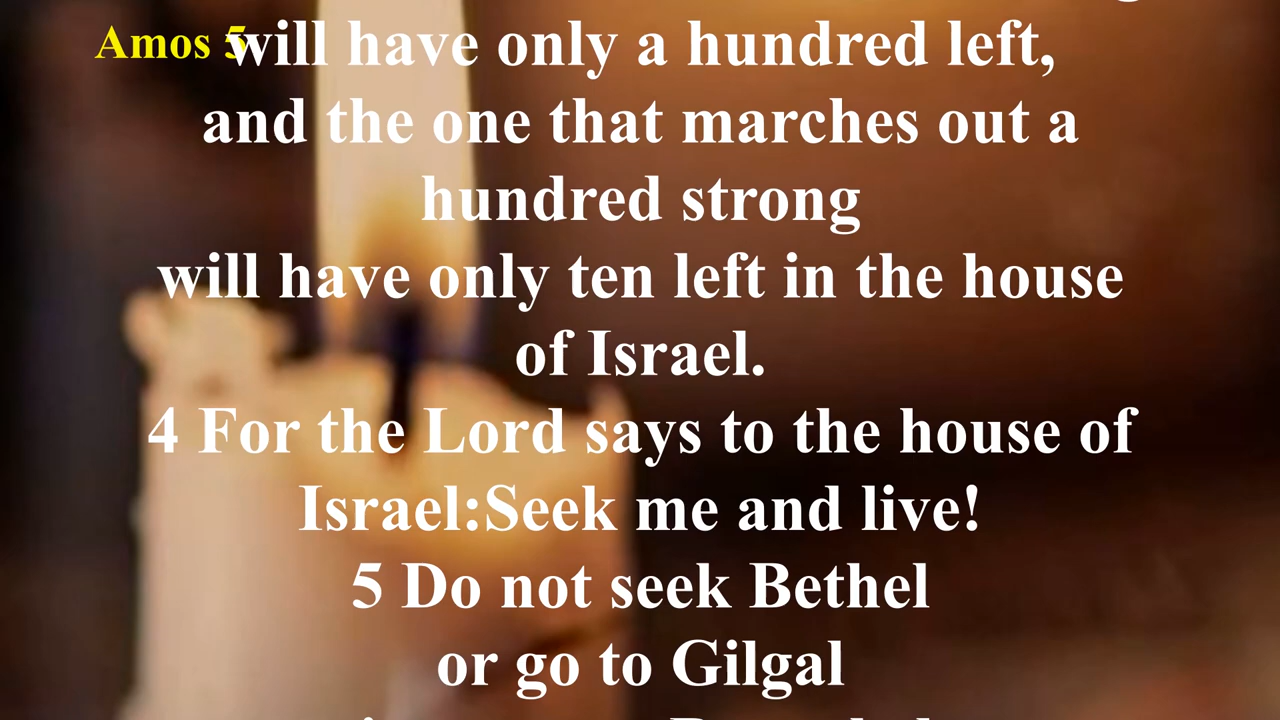 Amos 5
will have only a hundred left,
and the one that marches out a
hundred strong
will have only ten left in the house
of Israel.
4 For the Lord says to the house of
Israel:Seek me and live!
5 Do not seek Bethel
or go to Gilgal